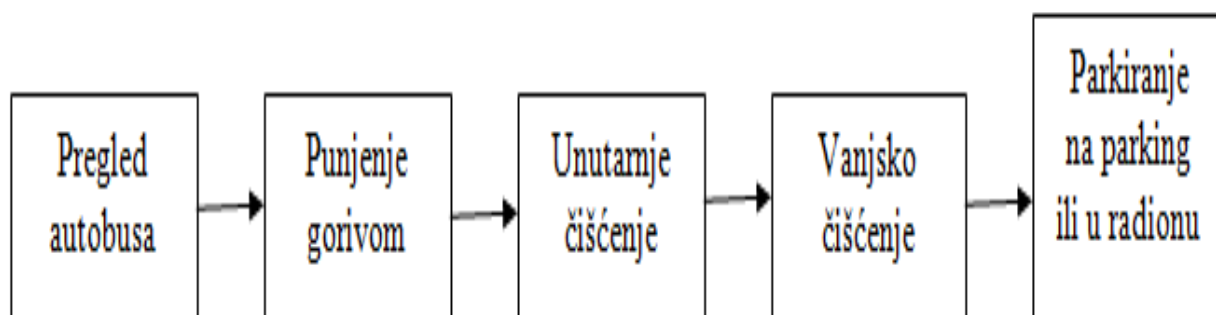 Pregled
autobusa
Punjenje
gorivom
Unutarnje
čišćenje
Vanjsko
čišćenje
Parkiranje
na parking
ili u radionu